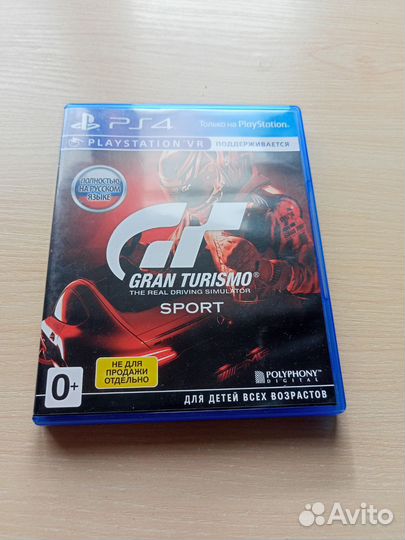 PS4
Только на PlayStation.
PLAYSTATION®VR ПОДДЕРЖИВАЕТСЯ
ПОЛНОСТЬЮ
НА РУССКОМ
ЯЗЫКЕ
GT
GRAN TURISMO®
THE REAL DRIVING SIMULATOR
SPORT
НЕ ДЛЯ
ПРОДАЖИ
ОТДЕЛЬНО
0+
POLYPHONY
DIGITAL
ДЛЯ ДЕТЕЙ ВСЕХ ВОЗРАСТОВ
Avito